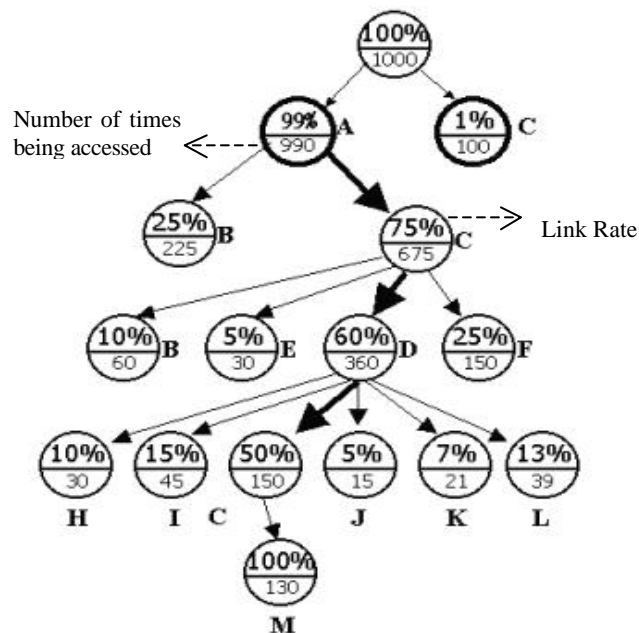 100%
1000
Number of times
being accessed
99%
990
A
1%
100
C
25%
225
B
75%
675
C
Link Rate
10%
60
B
5%
30
E
60%
360
D
25%
150
F
10%
30
15%
45
50%
150
5%
15
7%
21
13%
39
H
I
C
J
K
L
100%
130
M